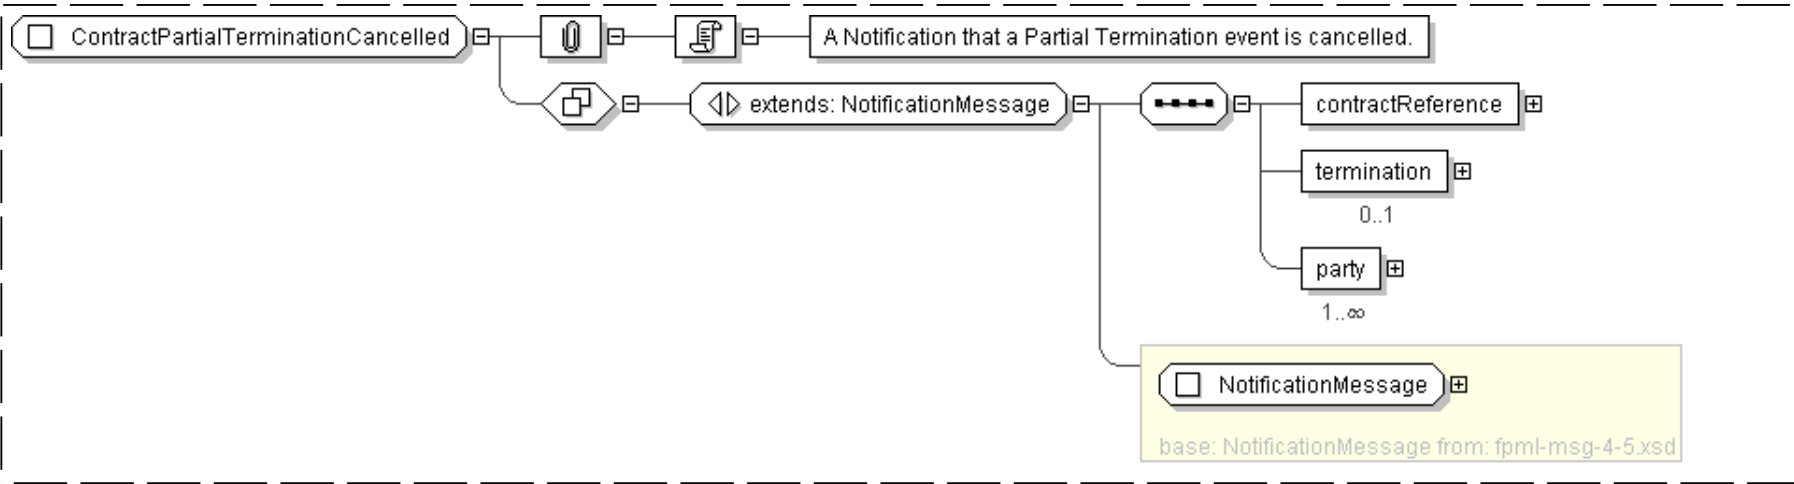 ContractPartialTerminationCancelled
A Notification that a Partial Termination event is cancelled.
extends: NotificationMessage
contractReference
termination
0..1
party
1..∞
NotificationMessage
base: NotificationMessage from: fpml-msg-4-5.xsd